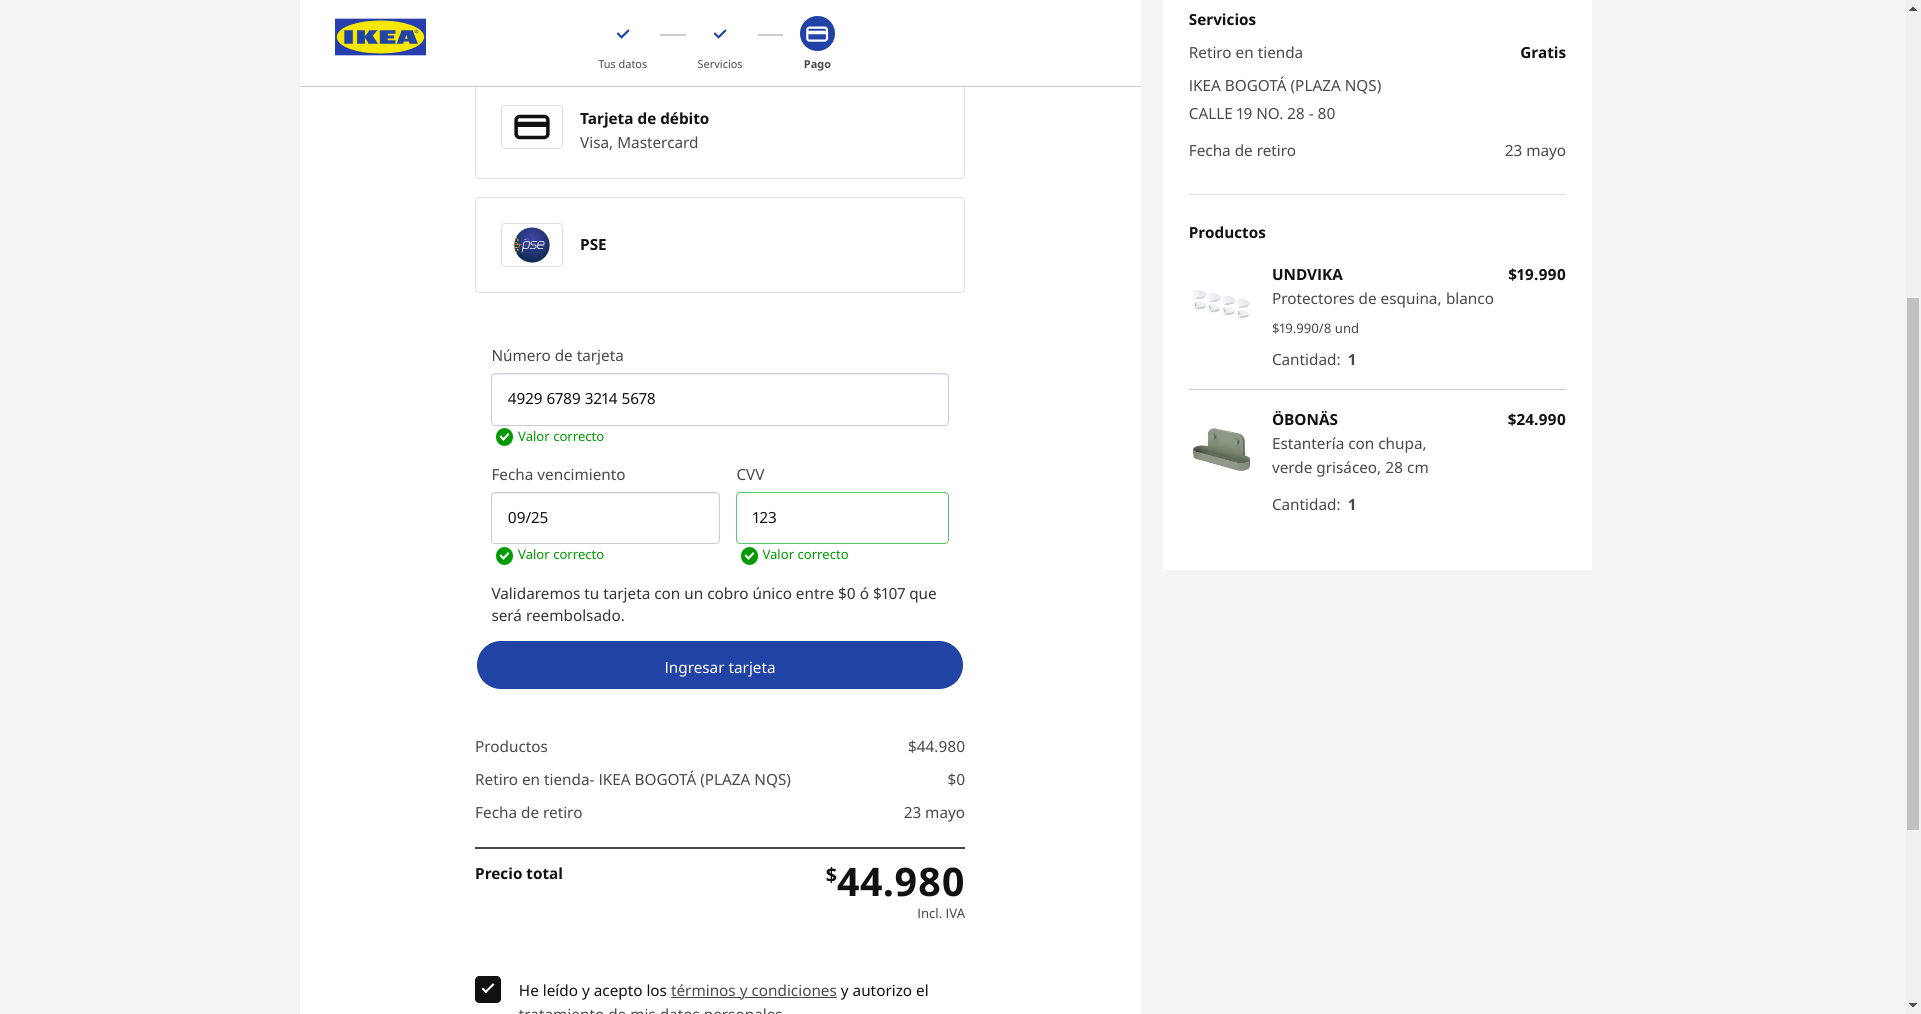 IKEA
Tus datos
Servicios
Pago
Tarjeta de débito
Visa, Mastercard
pse
PSE
Número de tarjeta
4929 6789 3214 5678
Valor correcto
Fecha vencimiento
CVV
09/25
123
Valor correcto
Valor correcto
Validaremos tu tarjeta con un cobro único entre $0 ó $107 que
será reembolsado.
Ingresar tarjeta
Productos
$44.980
Retiro en tienda- IKEA BOGOTÁ (PLAZA NQS)
$0
Fecha de retiro
23 mayo
Precio total
$44.980
Incl. IVA
He leído y acepto los términos y condiciones y autorizo el
tratamiento de mis datos personales
Servicios
Retiro en tienda
Gratis
IKEA BOGOTÁ (PLAZA NQS)
CALLE 19 NO. 28 - 80
Fecha de retiro
23 mayo
Productos
UNDVIKA
$19.990
Protectores de esquina, blanco
$19.990/8 und
Cantidad: 1
ÖBONÄS
$24.990
Estantería con chupa,
verde grisáceo, 28 cm
Cantidad: 1